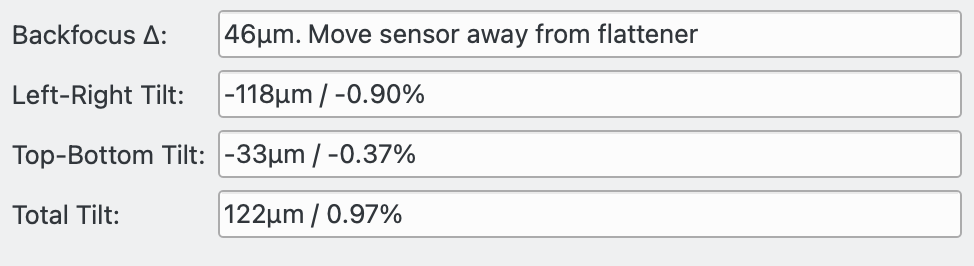 Backfocus Δ: 46µm. Move sensor away from flattener
Left-Right Tilt: -118µm / -0.90%
Top-Bottom Tilt: -33µm / -0.37%
Total Tilt: 122µm / 0.97%